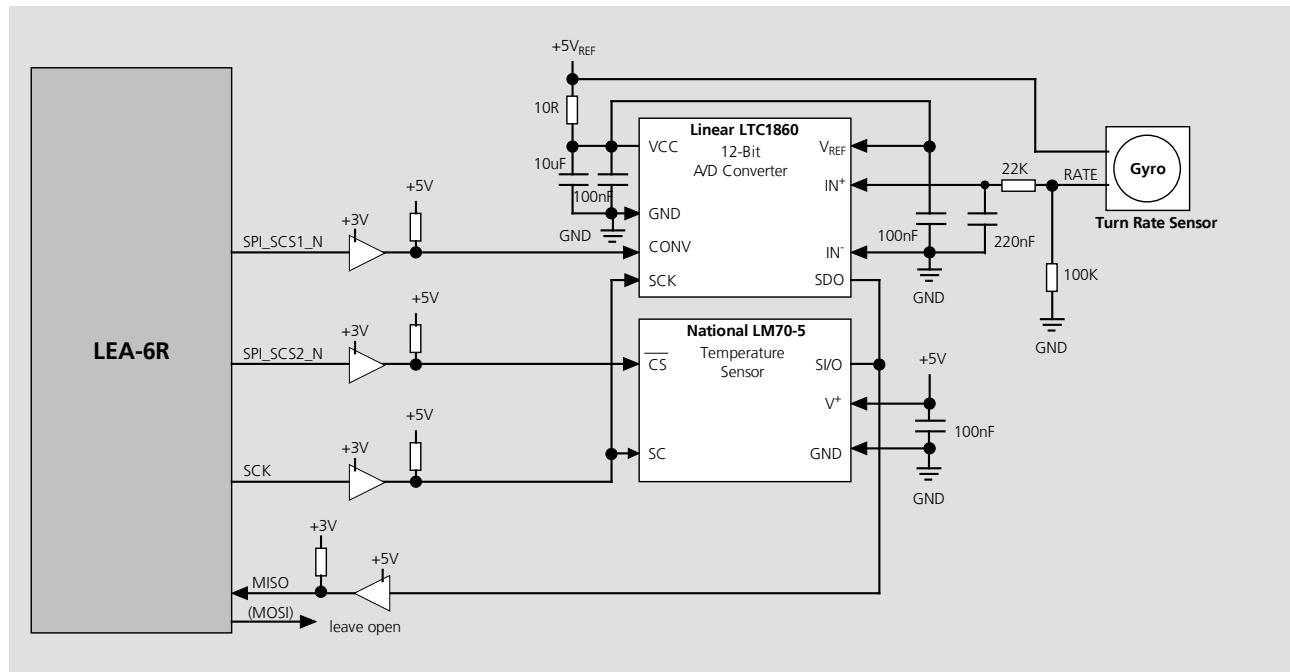 +5VREF
10R
10uF
100nF
GND
Linear LTC1860
12-Bit
A/D Converter
VCC
VREF
IN+
GND
CONV
IN-
SCK
SDO
22K
RATE
Gyro
Turn Rate Sensor
100nF
220nF
100K
GND
GND
LEA-6R
SPI_SCS1_N
+3V
+5V
SPI_SCS2_N
+3V
+5V
SCK
+3V
+5V
National LM70-5
Temperature
Sensor
CS
SI/O
V+
SC
GND
+5V
100nF
GND
MISO
+3V
+5V
(MOSI)
leave open